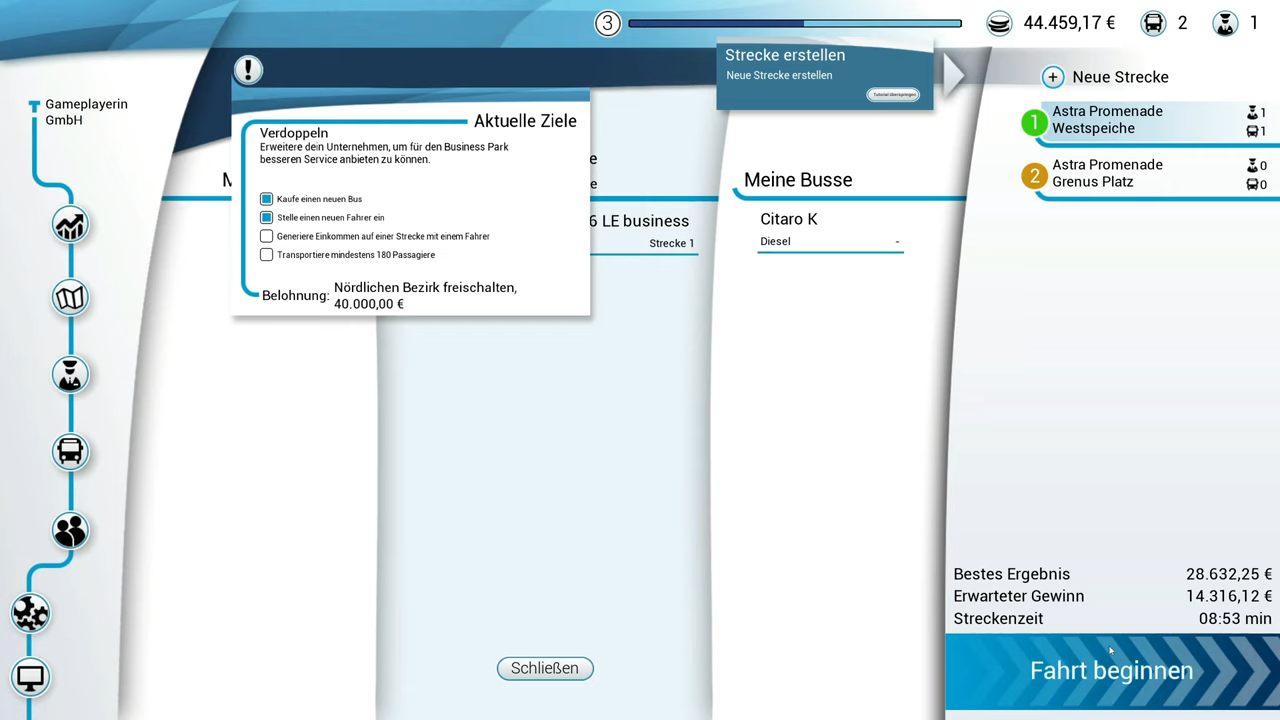 3
44.459,17 €
2
1
Strecke erstellen
Neue Strecke erstellen
Tutorial überspringen
Neue Strecke
Gameplayerin
GmbH
1
Astra Promenade
Westspeiche
1
1
2
Astra Promenade
Grenus Platz
0
0
Aktuelle Ziele
Verdoppeln
Erweitere dein Unternehmen, um für den Business Park
besseren Service anbieten zu können.
Kaufe einen neuen Bus
Stelle einen neuen Fahrer ein
Generiere Einkommen auf einer Strecke mit einem Fahrer
Transportiere mindestens 180 Passagiere
Belohnung:
Nördlichen Bezirk freischalten,
40.000,00 €
M
e
e
6 LE business
Strecke 1
Meine Busse
Citaro K
Diesel -
Schließen
Bestes Ergebnis 28.632,25 €
Erwarteter Gewinn 14.316,12 €
Streckenzeit 08:53 min
Fahrt beginnen